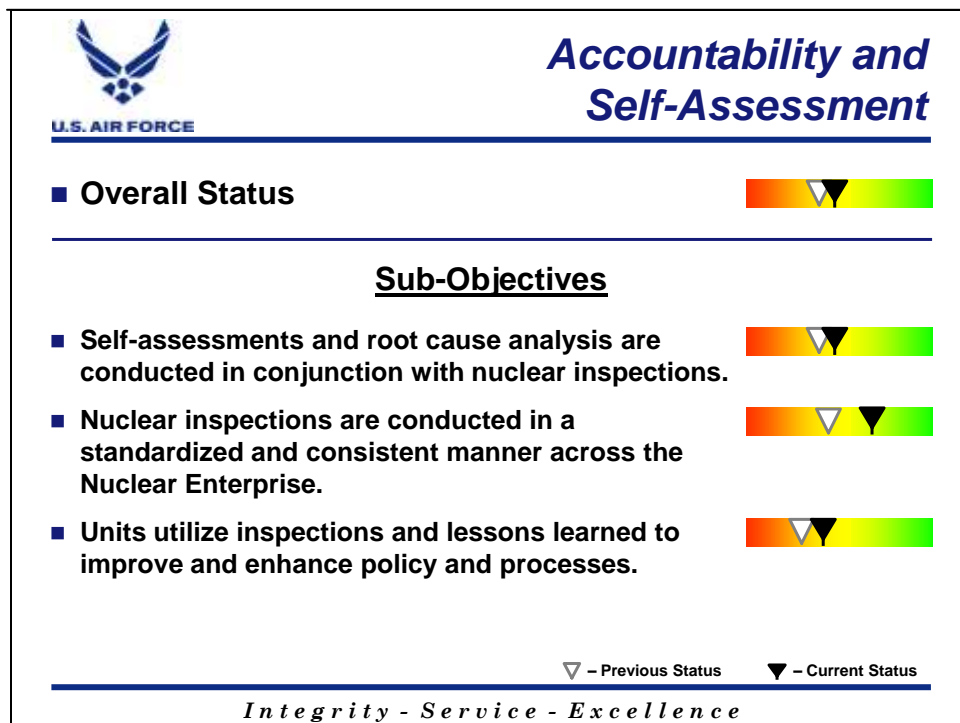 Accountability and
Self-Assessment
U.S. AIR FORCE
■ Overall Status
Sub-Objectives
■ Self-assessments and root cause analysis are
conducted in conjunction with nuclear inspections.
■ Nuclear inspections are conducted in a
standardized and consistent manner across the
Nuclear Enterprise.
■ Units utilize inspections and lessons learned to
improve and enhance policy and processes.
– Previous Status – Current Status
Integrity - Service - Excellence